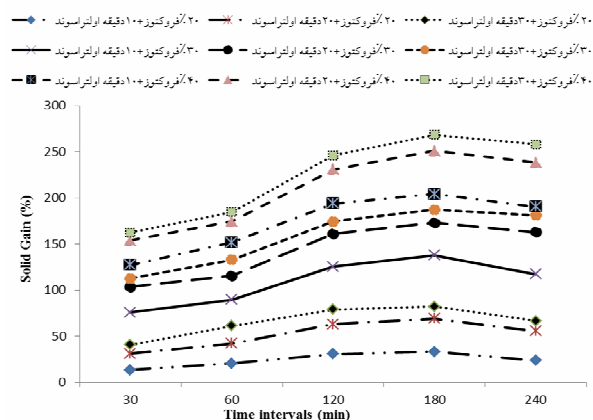 ۲۰٪فروکتوز+۱۰دقیقه اولتراسوند
۲۰٪فروکتوز+۲۰دقیقه اولتراسوند
۲۰٪فروکتوز+۳۰دقیقه اولتراسوند
۳۰٪فروکتوز+۱۰دقیقه اولتراسوند
۳۰٪فروکتوز+۲۰دقیقه اولتراسوند
۳۰٪فروکتوز+۳۰دقیقه اولتراسوند
۴۰٪فروکتوز+۱۰دقیقه اولتراسوند
۴۰٪فروکتوز+۲۰دقیقه اولتراسوند
۴۰٪فروکتوز+۳۰دقیقه اولتراسوند
300
250
200
150
100
50
0
Solid Gain (%)
30 60 120 180 240
Time intervals (min)